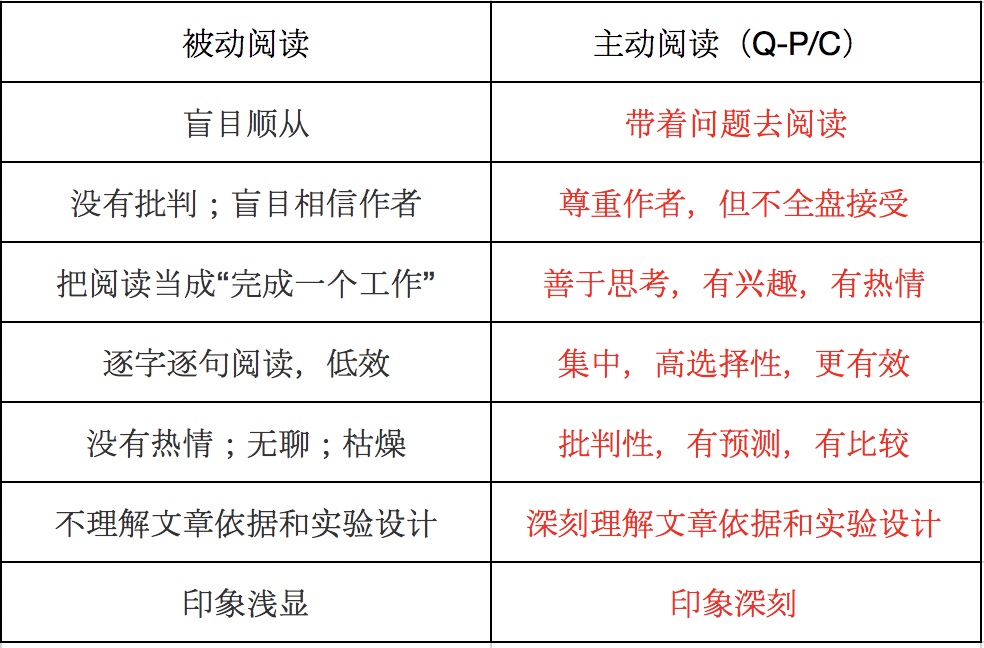 被动阅读 主动阅读（Q-P/C）
盲目顺从 带着问题去阅读
没有批判；盲目相信作者 尊重作者，但不全盘接受
把阅读当成“完成一个工作” 善于思考，有兴趣，有热情
逐字逐句阅读，低效 集中，高选择性，更有效
没有热情；无聊；枯燥 批判性，有预测，有比较
不理解文章依据和实验设计 深刻理解文章依据和实验设计
印象浅显 印象深刻